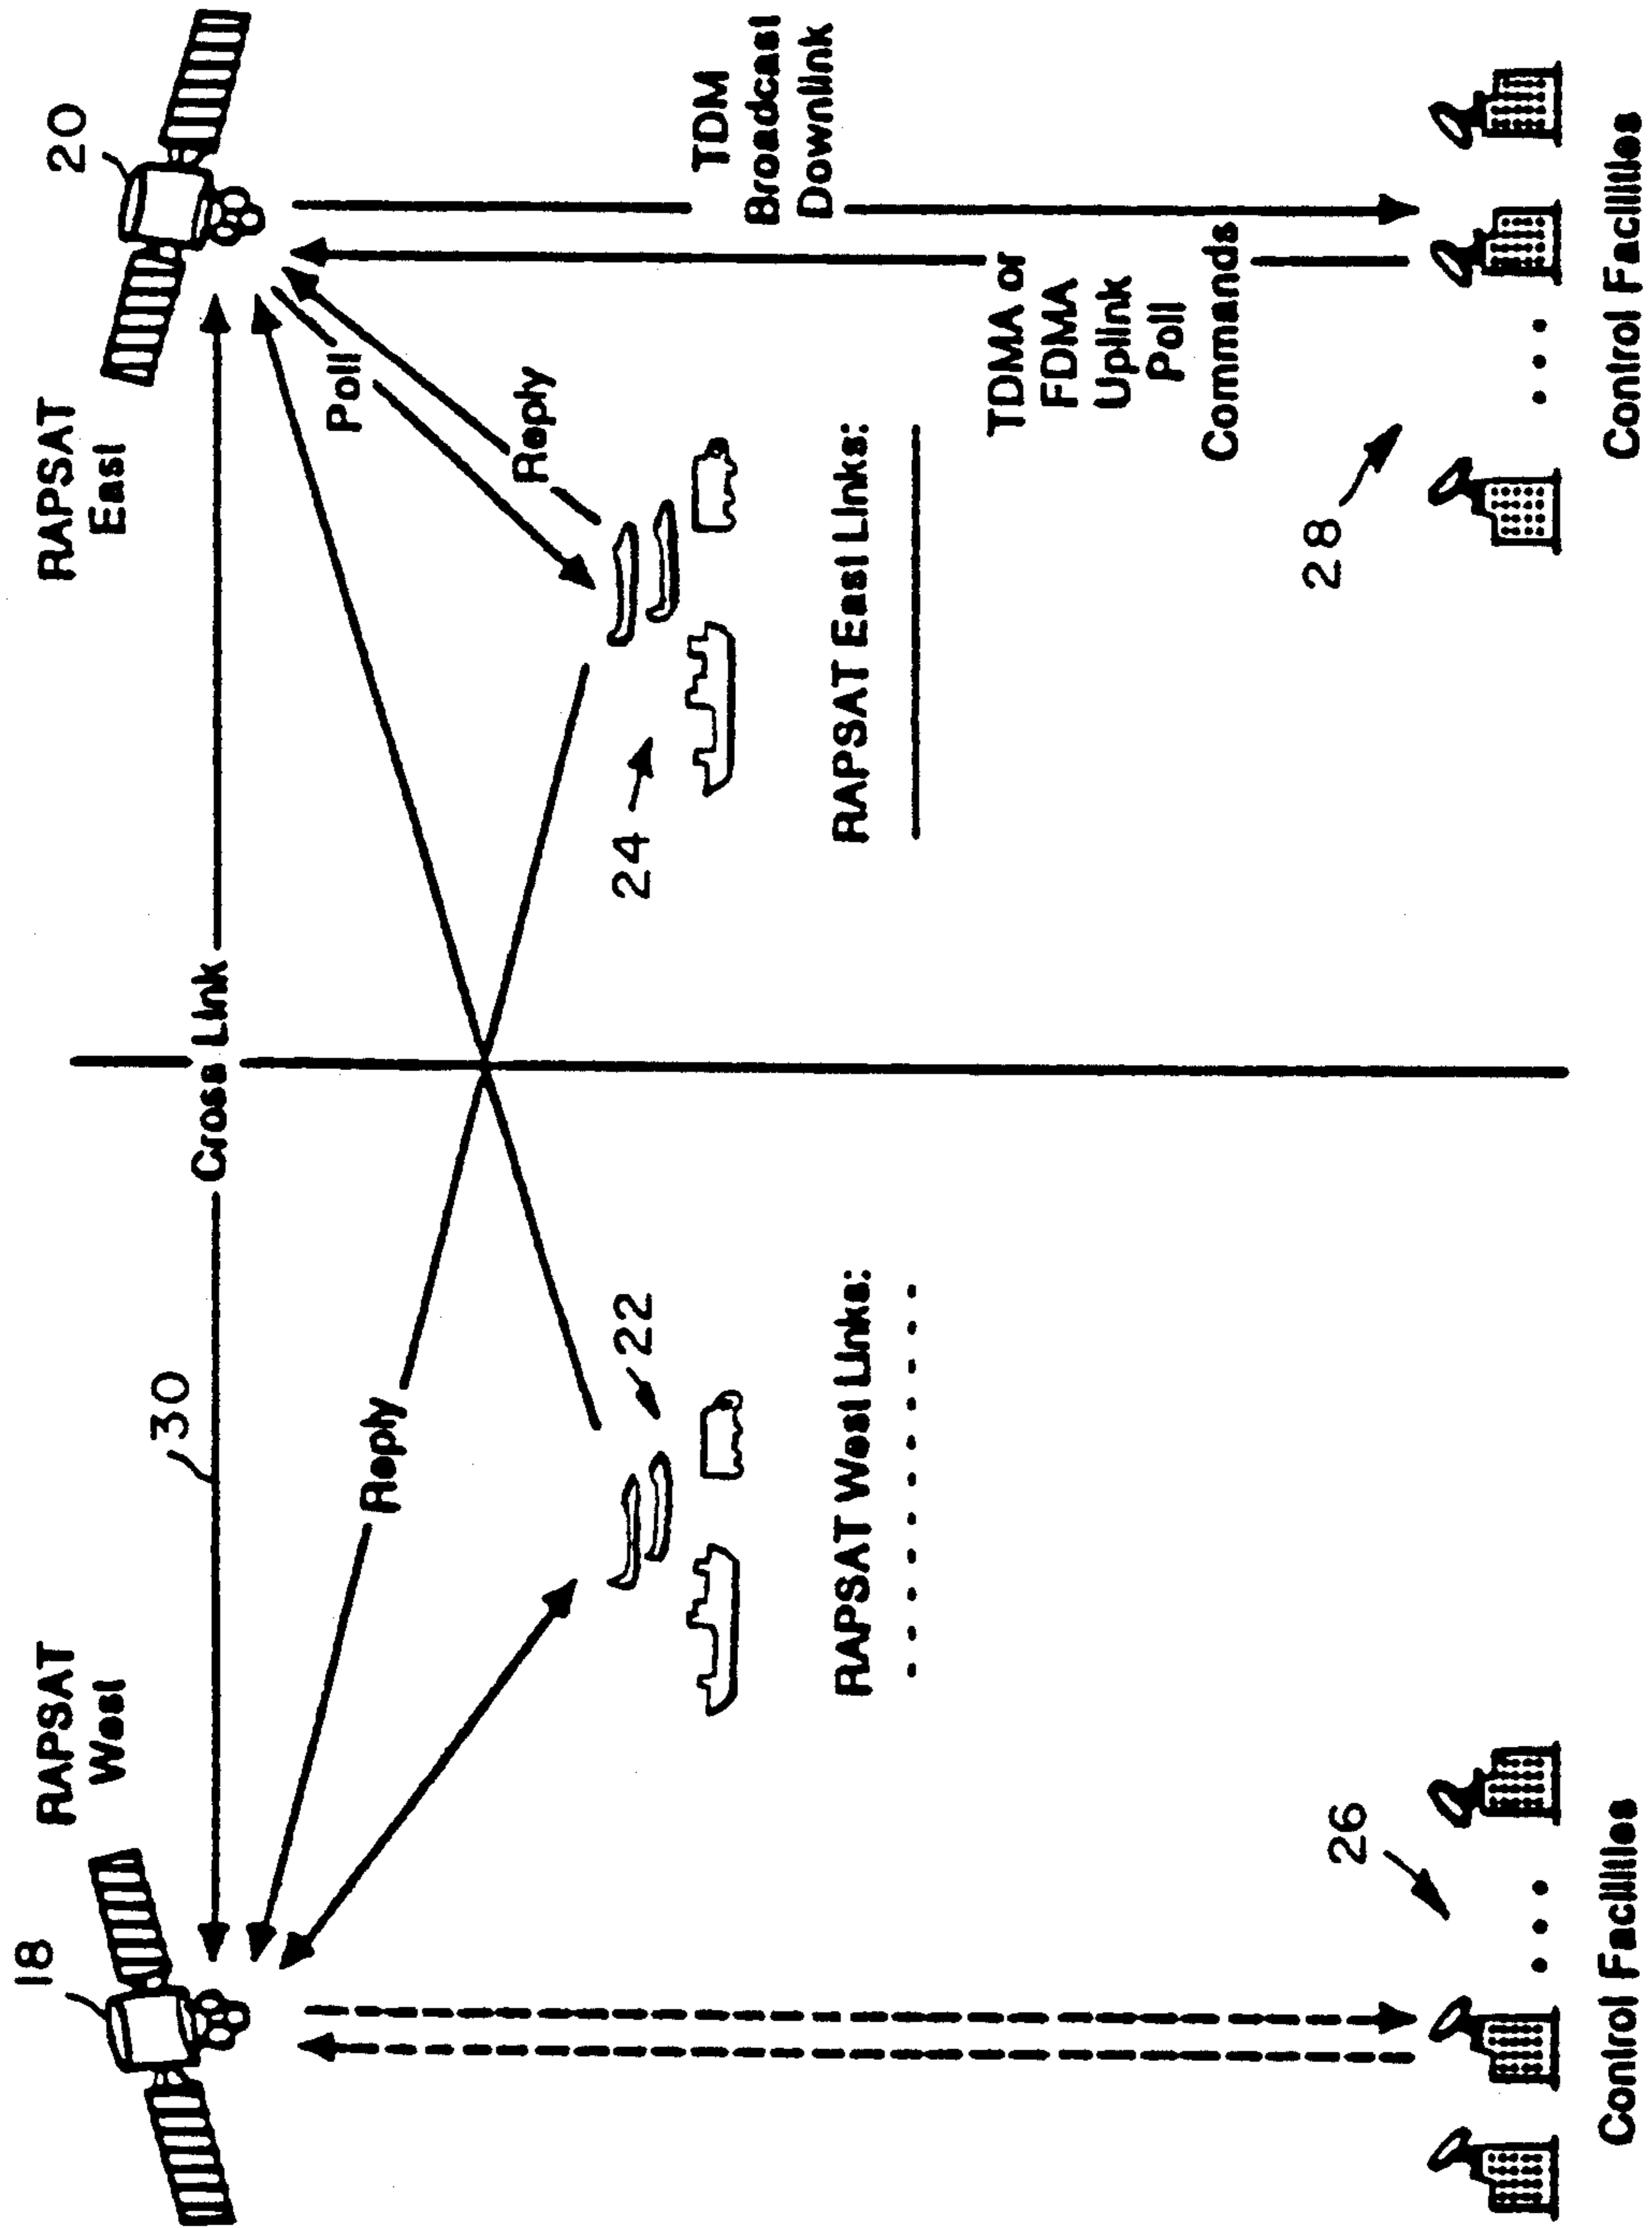 18
RAPSAT
West
RAPSAT
East
20
30
Cross Link
Poll
Reply
Reply
22
24
TDM
Broadcast
Downlink
RAPSAT West Links:
RAPSAT East Links:
TDMA or
FDMA
Uplink
Poll
Commands
26
28
Control Facilities
Control Facilities